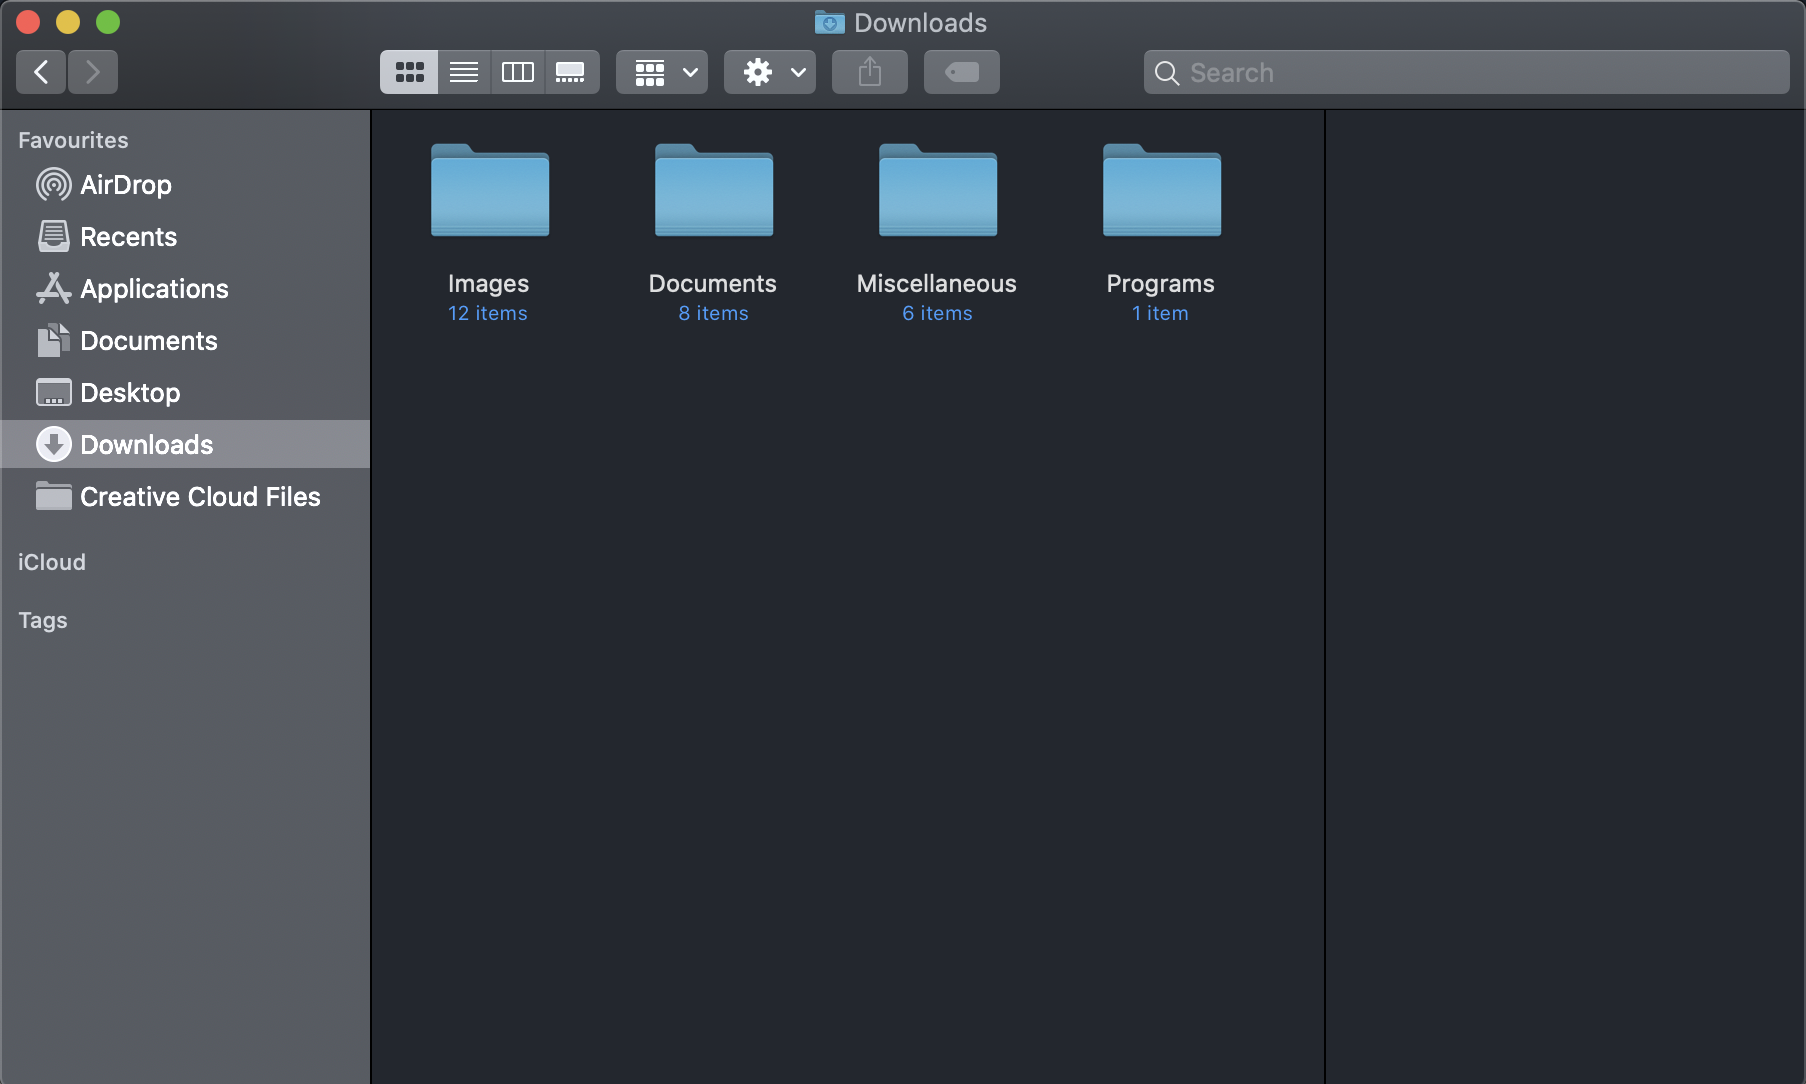 Downloads
Search
Favourites
AirDrop
Recents
Applications
Documents
Desktop
Downloads
Creative Cloud Files
iCloud
Tags
Images
12 items
Documents
8 items
Miscellaneous
6 items
Programs
1 item